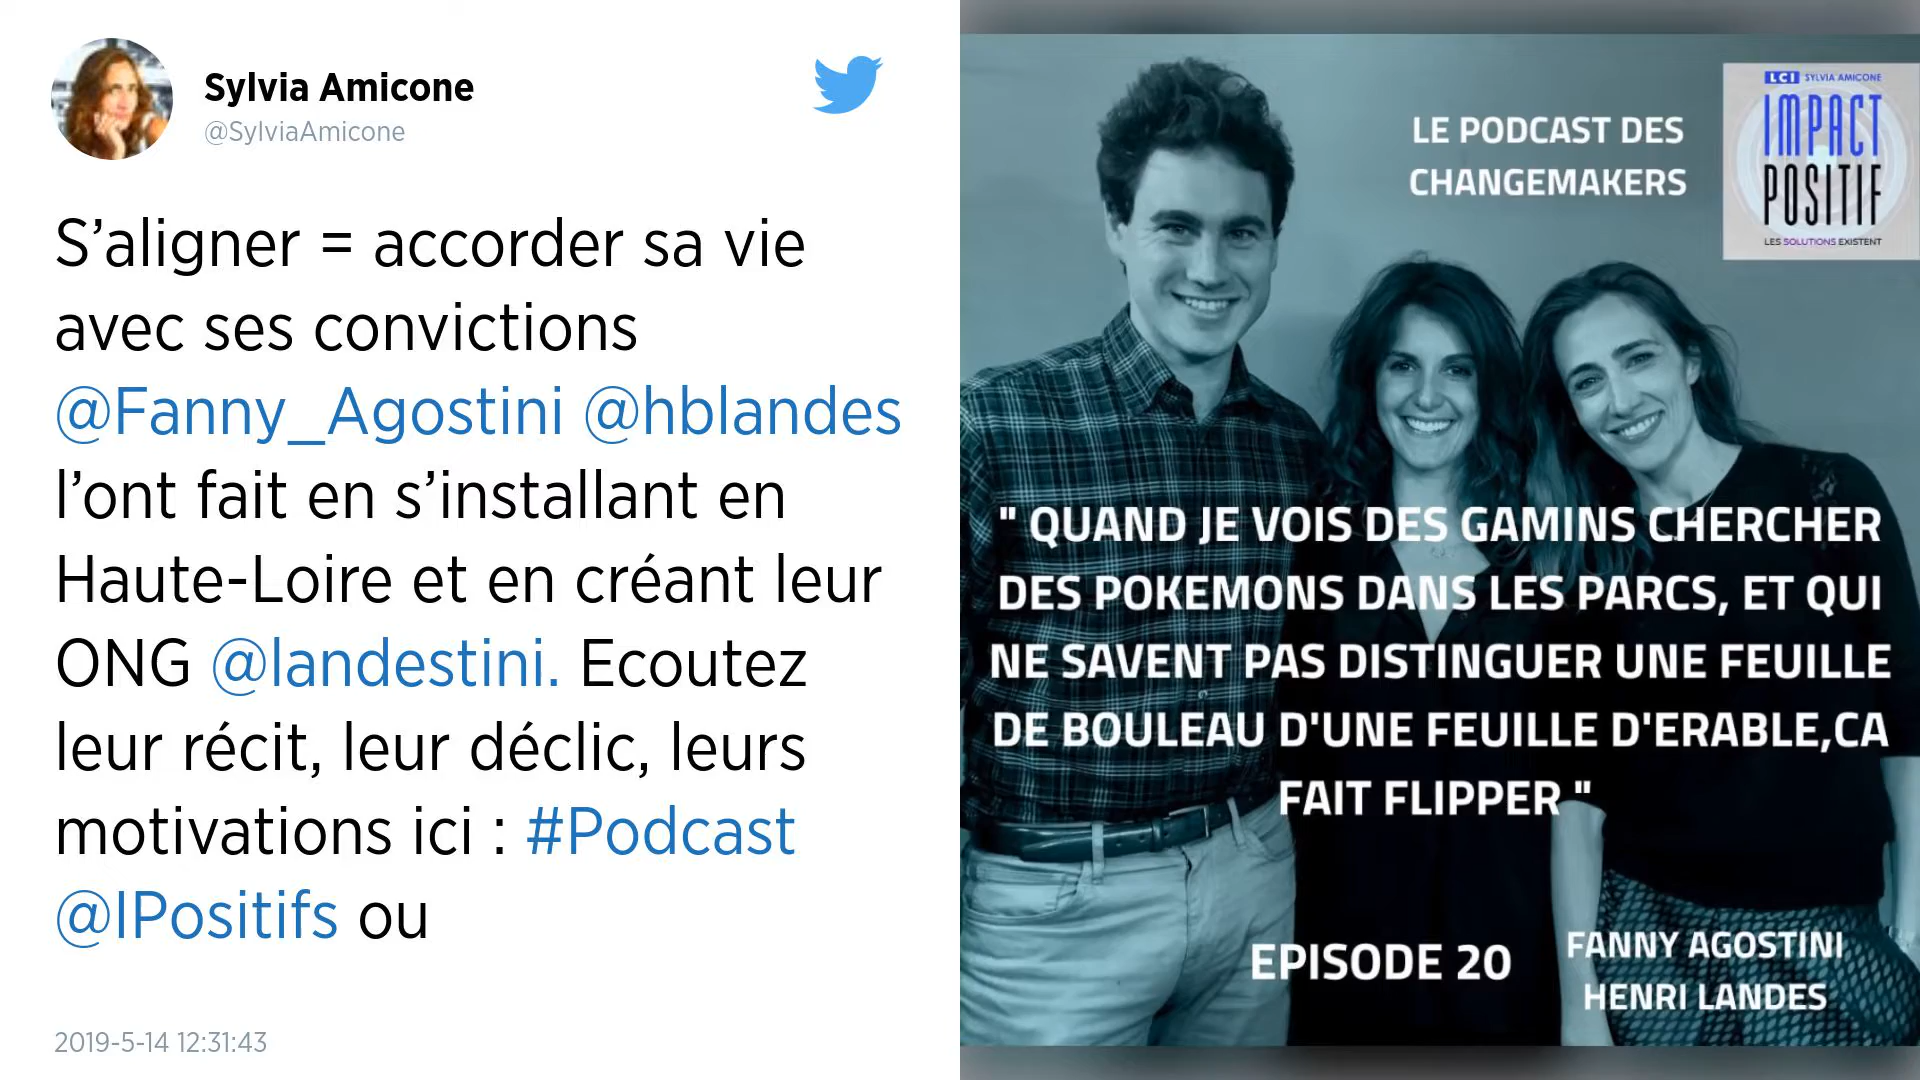 Sylvia Amicone
@SylviaAmicone
S’aligner = accorder sa vie
avec ses convictions
@Fanny_Agostini @hblandes
l’ont fait en s’installant en
Haute-Loire et en créant leur
ONG @landestini. Ecoutez
leur récit, leur déclic, leurs
motivations ici : #Podcast
@IPositifs ou
2019-5-14 12:31:43
LE PODCAST DES
CHANGEMAKERS
LCI SYLVIA AMICONE
IMPACT
POSITIF
LES SOLUTIONS EXISTENT
" QUAND JE VOIS DES GAMINS CHERCHER
DES POKEMONS DANS LES PARCS, ET QUI
NE SAVENT PAS DISTINGUER UNE FEUILLE
DE BOULEAU D'UNE FEUILLE D'ERABLE,CA
FAIT FLIPPER "
EPISODE 20
FANNY AGOSTINI
HENRI LANDES